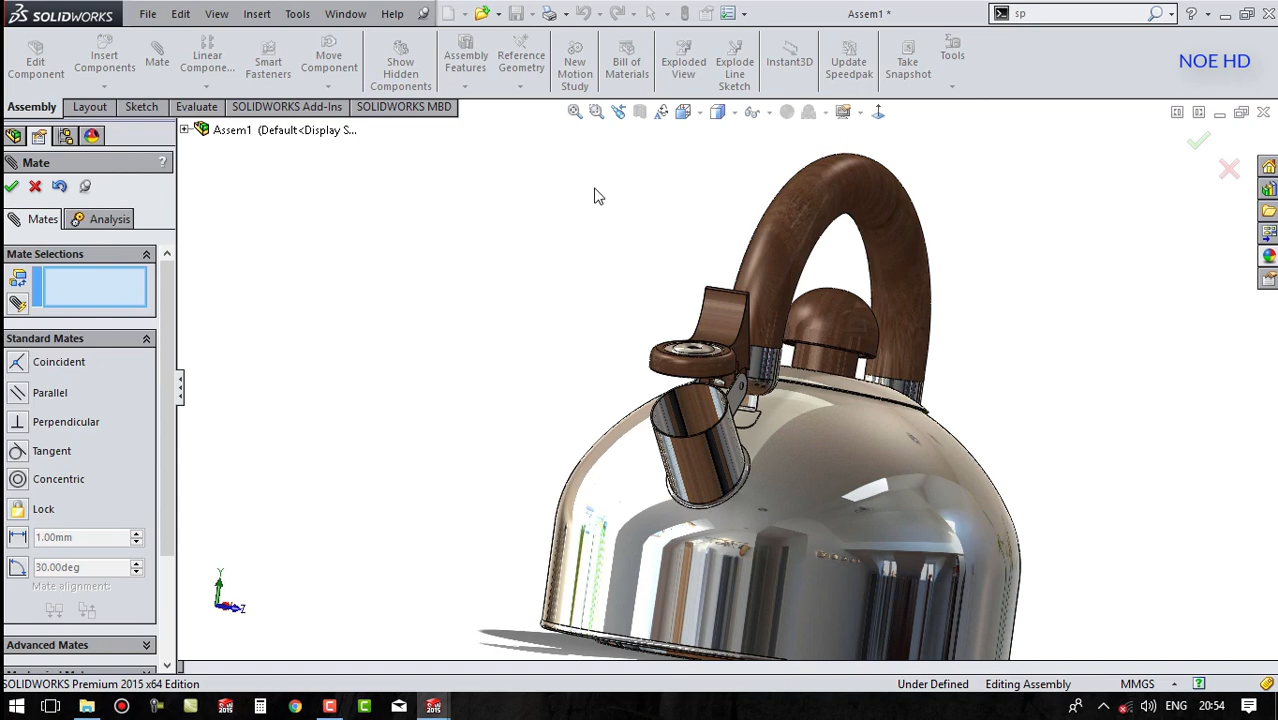 SOLIDWORKS File Edit View Insert Tools Window Help Assem1 * sp
Edit Component
Insert Components
Mate
Linear Compone...
Smart Fasteners
Move Component
Show Hidden Components
Assembly Features
Reference Geometry
New Motion Study
Bill of Materials
Exploded View
Explode Line Sketch
Instant3D
Update Speedpak
Take Snapshot
Tools
NOE HD
Assembly Layout Sketch Evaluate SOLIDWORKS Add-Ins SOLIDWORKS MBD
Assem1 (Default<Display S...
Mate ?
Mates Analysis
Mate Selections
Standard Mates
Coincident
Parallel
Perpendicular
Tangent
Concentric
Lock
1.00mm
30.00deg
Mate alignment:
Advanced Mates
Y
Z
SOLIDWORKS Premium 2015 x64 Edition Under Defined Editing Assembly MMGS
ENG 20:54